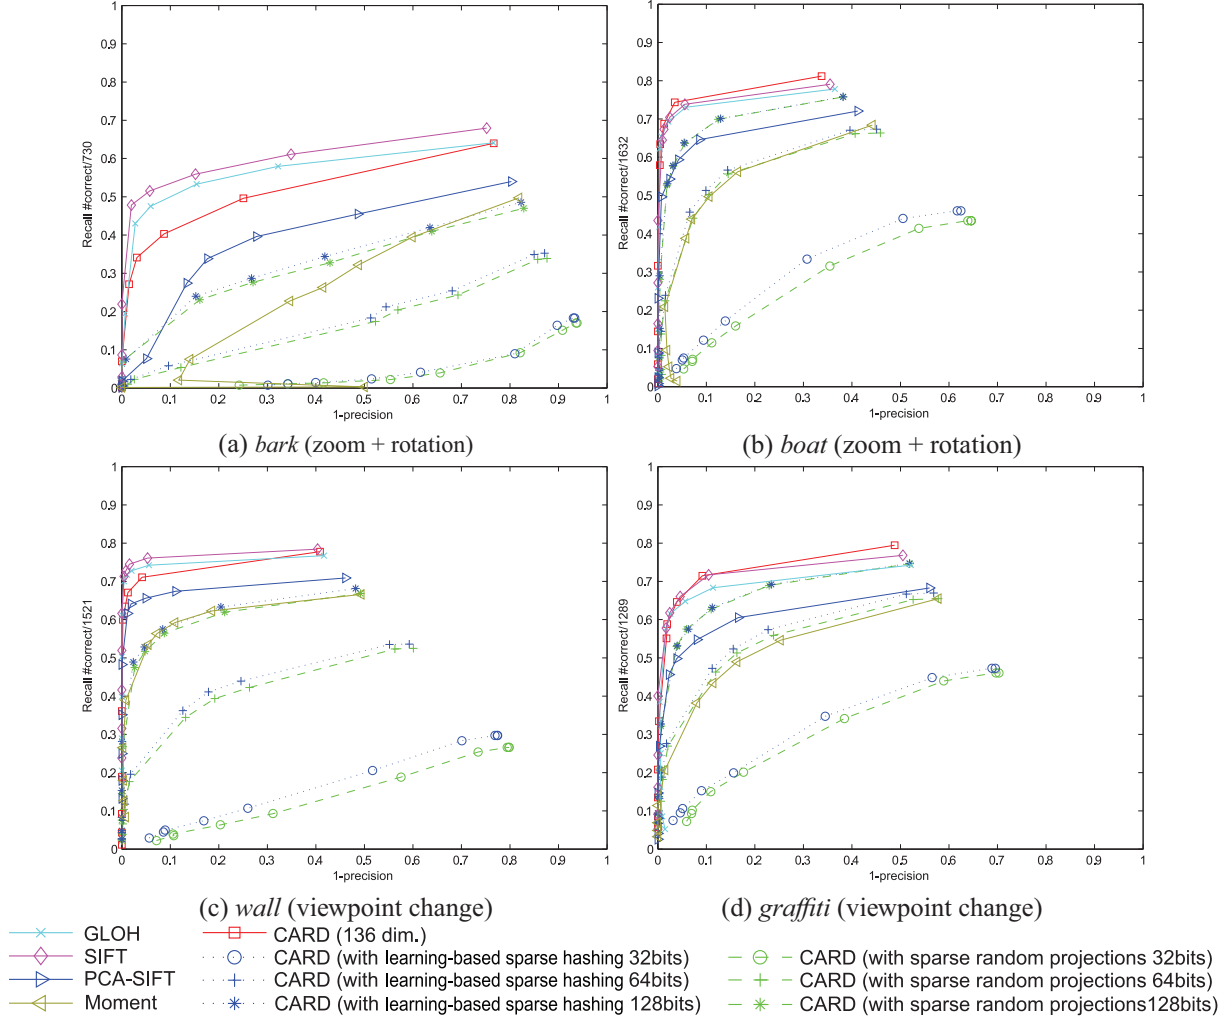 1
0.9
0.8
0.7
0.6
0.5
0.4
0.3
0.2
0.1
0
Recall #correct/730
0 0.1 0.2 0.3 0.4 0.5 0.6 0.7 0.8 0.9 1
1-precision
(a) bark (zoom + rotation)
1
0.9
0.8
0.7
0.6
0.5
0.4
0.3
0.2
0.1
0
Recall #correct/1632
0 0.1 0.2 0.3 0.4 0.5 0.6 0.7 0.8 0.9 1
1-precision
(b) boat (zoom + rotation)
1
0.9
0.8
0.7
0.6
0.5
0.4
0.3
0.2
0.1
0
Recall #correct/1521
0 0.1 0.2 0.3 0.4 0.5 0.6 0.7 0.8 0.9 1
1-precision
(c) wall (viewpoint change)
1
0.9
0.8
0.7
0.6
0.5
0.4
0.3
0.2
0.1
0
Recall #correct/1289
0 0.1 0.2 0.3 0.4 0.5 0.6 0.7 0.8 0.9 1
1-precision
(d) graffiti (viewpoint change)
GLOH
SIFT
PCA-SIFT
Moment
CARD (136 dim.)
CARD (with learning-based sparse hashing 32bits)
CARD (with learning-based sparse hashing 64bits)
CARD (with learning-based sparse hashing 128bits)
CARD (with sparse random projections 32bits)
CARD (with sparse random projections 64bits)
CARD (with sparse random projections128bits)